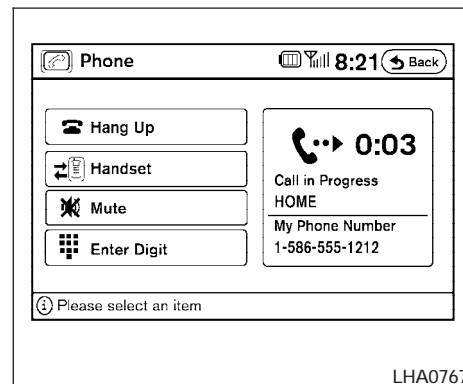 Phone 8:21 Back
Hang Up
Handset
Mute
Enter Digit
0:03
Call in Progress
HOME
My Phone Number
1-586-555-1212
Please select an item
LHA0767